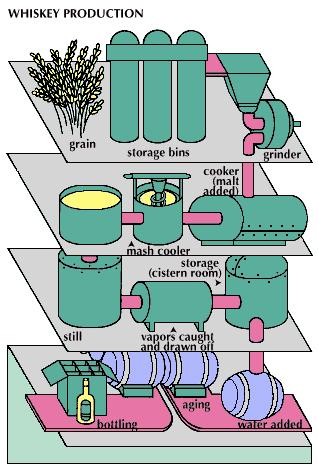 WHISKEY PRODUCTION
grain
storage bins
grinder
cooker
(malt
added)
mash cooler
storage
(cistern room)
still
vapors caught
and drawn off
aging
bottling
water added